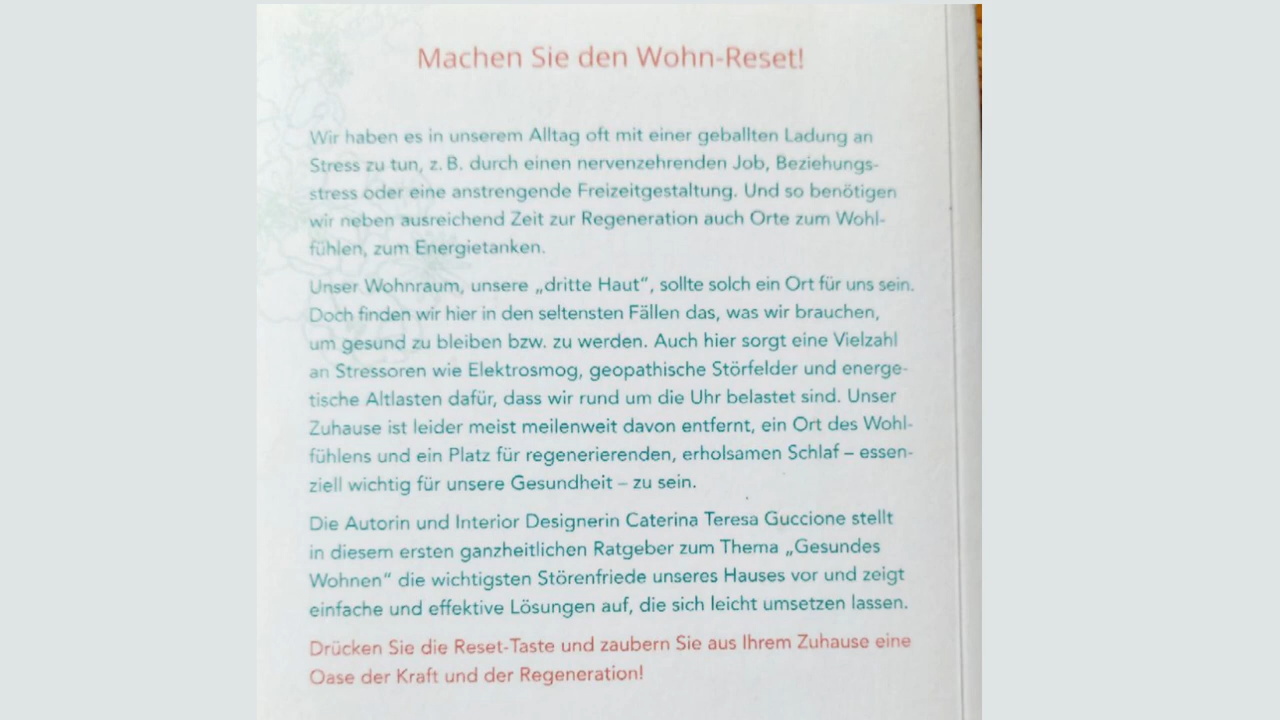 Machen Sie den Wohn-Reset!
Wir haben es in unserem Alltag oft mit einer geballten Ladung an
Stress zu tun, z. B. durch einen nervenzehrenden Job, Beziehungs-
stress oder eine anstrengende Freizeitgestaltung. Und so benötigen
wir neben ausreichend Zeit zur Regeneration auch Orte zum Wohl-
fühlen, zum Energietanken.
Unser Wohnraum, unsere „dritte Haut“, sollte solch ein Ort für uns sein.
Doch finden wir hier in den seltensten Fällen das, was wir brauchen,
um gesund zu bleiben bzw. zu werden. Auch hier sorgt eine Vielzahl
an Stressoren wie Elektrosmog, geopathische Störfelder und energe-
tische Altlasten dafür, dass wir rund um die Uhr belastet sind. Unser
Zuhause ist leider meist meilenweit davon entfernt, ein Ort des Wohl-
fühlens und ein Platz für regenerierenden, erholsamen Schlaf – essen-
ziell wichtig für unsere Gesundheit – zu sein.
Die Autorin und Interior Designerin Caterina Teresa Guccione stellt
in diesem ersten ganzheitlichen Ratgeber zum Thema „Gesundes
Wohnen“ die wichtigsten Störenfriede unseres Hauses vor und zeigt
einfache und effektive Lösungen auf, die sich leicht umsetzen lassen.
Drücken Sie die Reset-Taste und zaubern Sie aus Ihrem Zuhause eine
Oase der Kraft und der Regeneration!